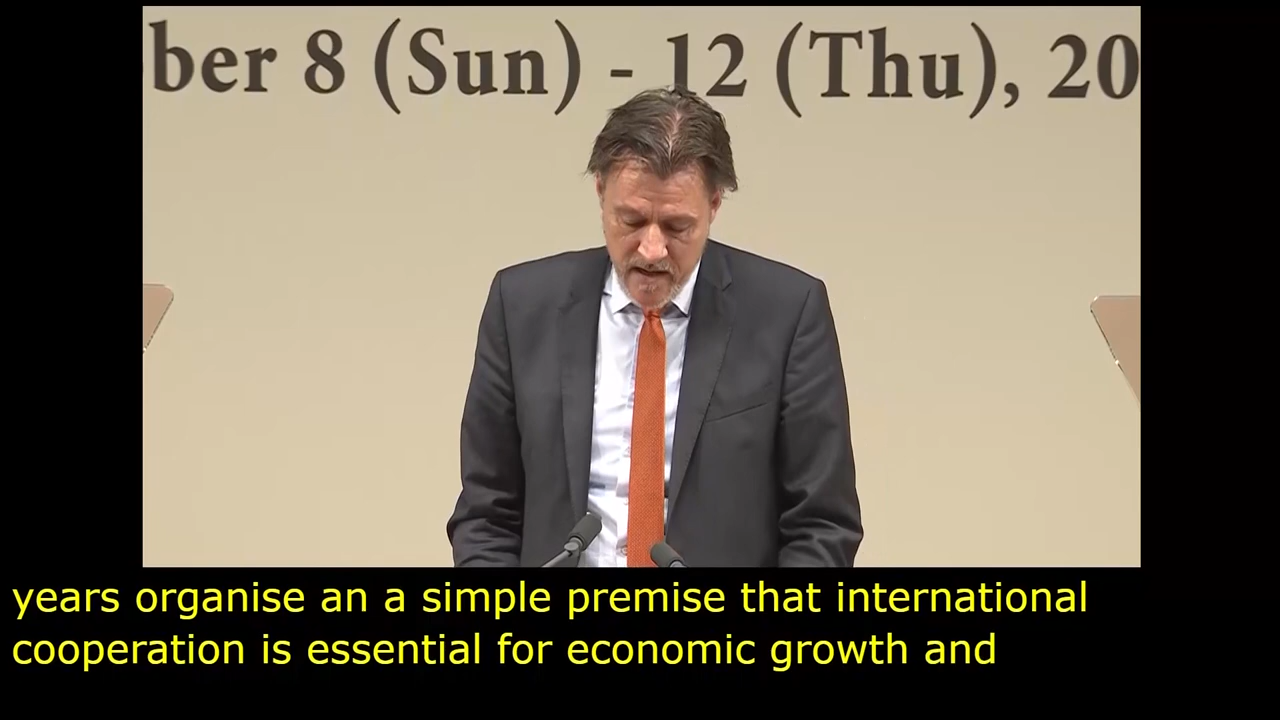 ber 8 (Sun) - 12 (Thu), 20
years organise an a simple premise that international
cooperation is essential for economic growth and